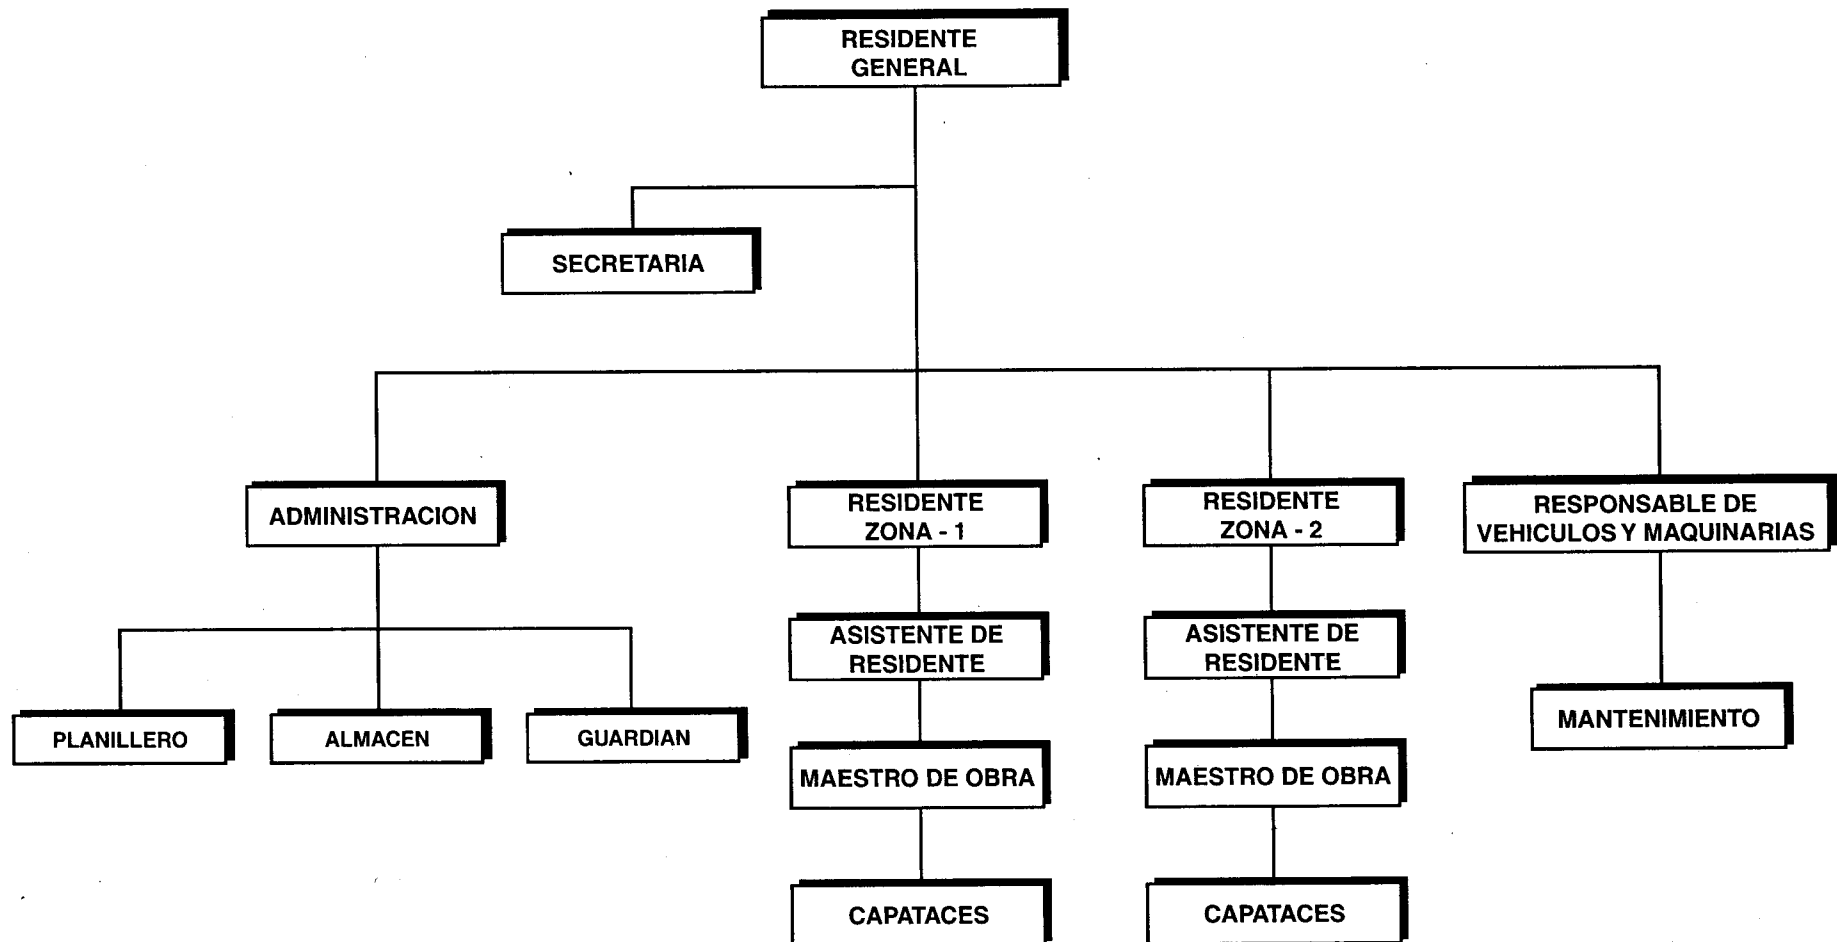 RESIDENTE
GENERAL
SECRETARIA
ADMINISTRACION
RESIDENTE
ZONA - 1
RESIDENTE
ZONA - 2
RESPONSABLE DE
VEHICULOS Y MAQUINARIAS
ASISTENTE DE
RESIDENTE
ASISTENTE DE
RESIDENTE
PLANILLERO
ALMACEN
GUARDIAN
MAESTRO DE OBRA
MAESTRO DE OBRA
MANTENIMIENTO
CAPATACES
CAPATACES